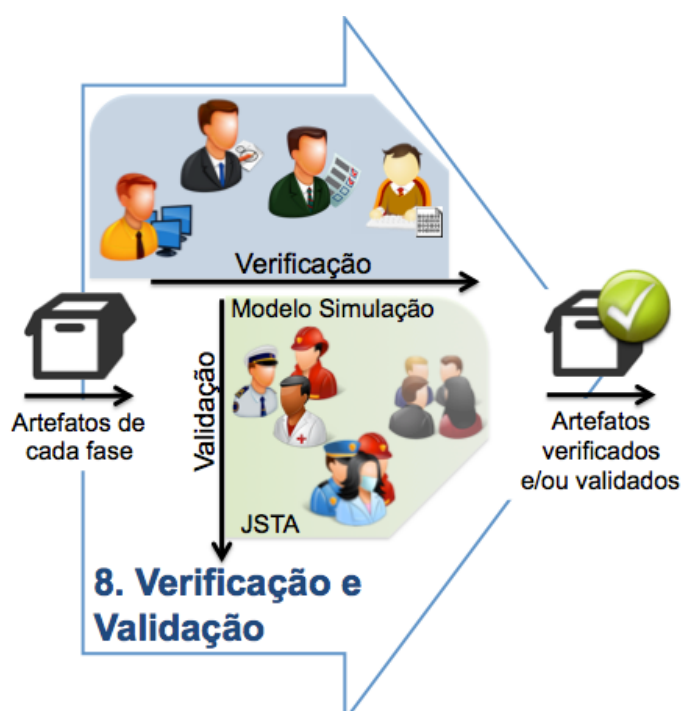 Verificação
Modelo Simulação
Validação
Artefatos de
cada fase
Artefatos
verificados
e/ou validados
JSTA
8. Verificação e
Validação